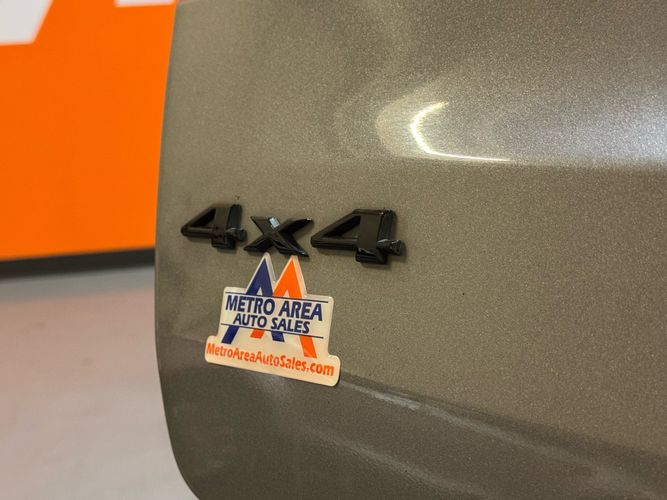 4x4
METRO AREA
AUTO SALES
MetroAreaAutoSales.com